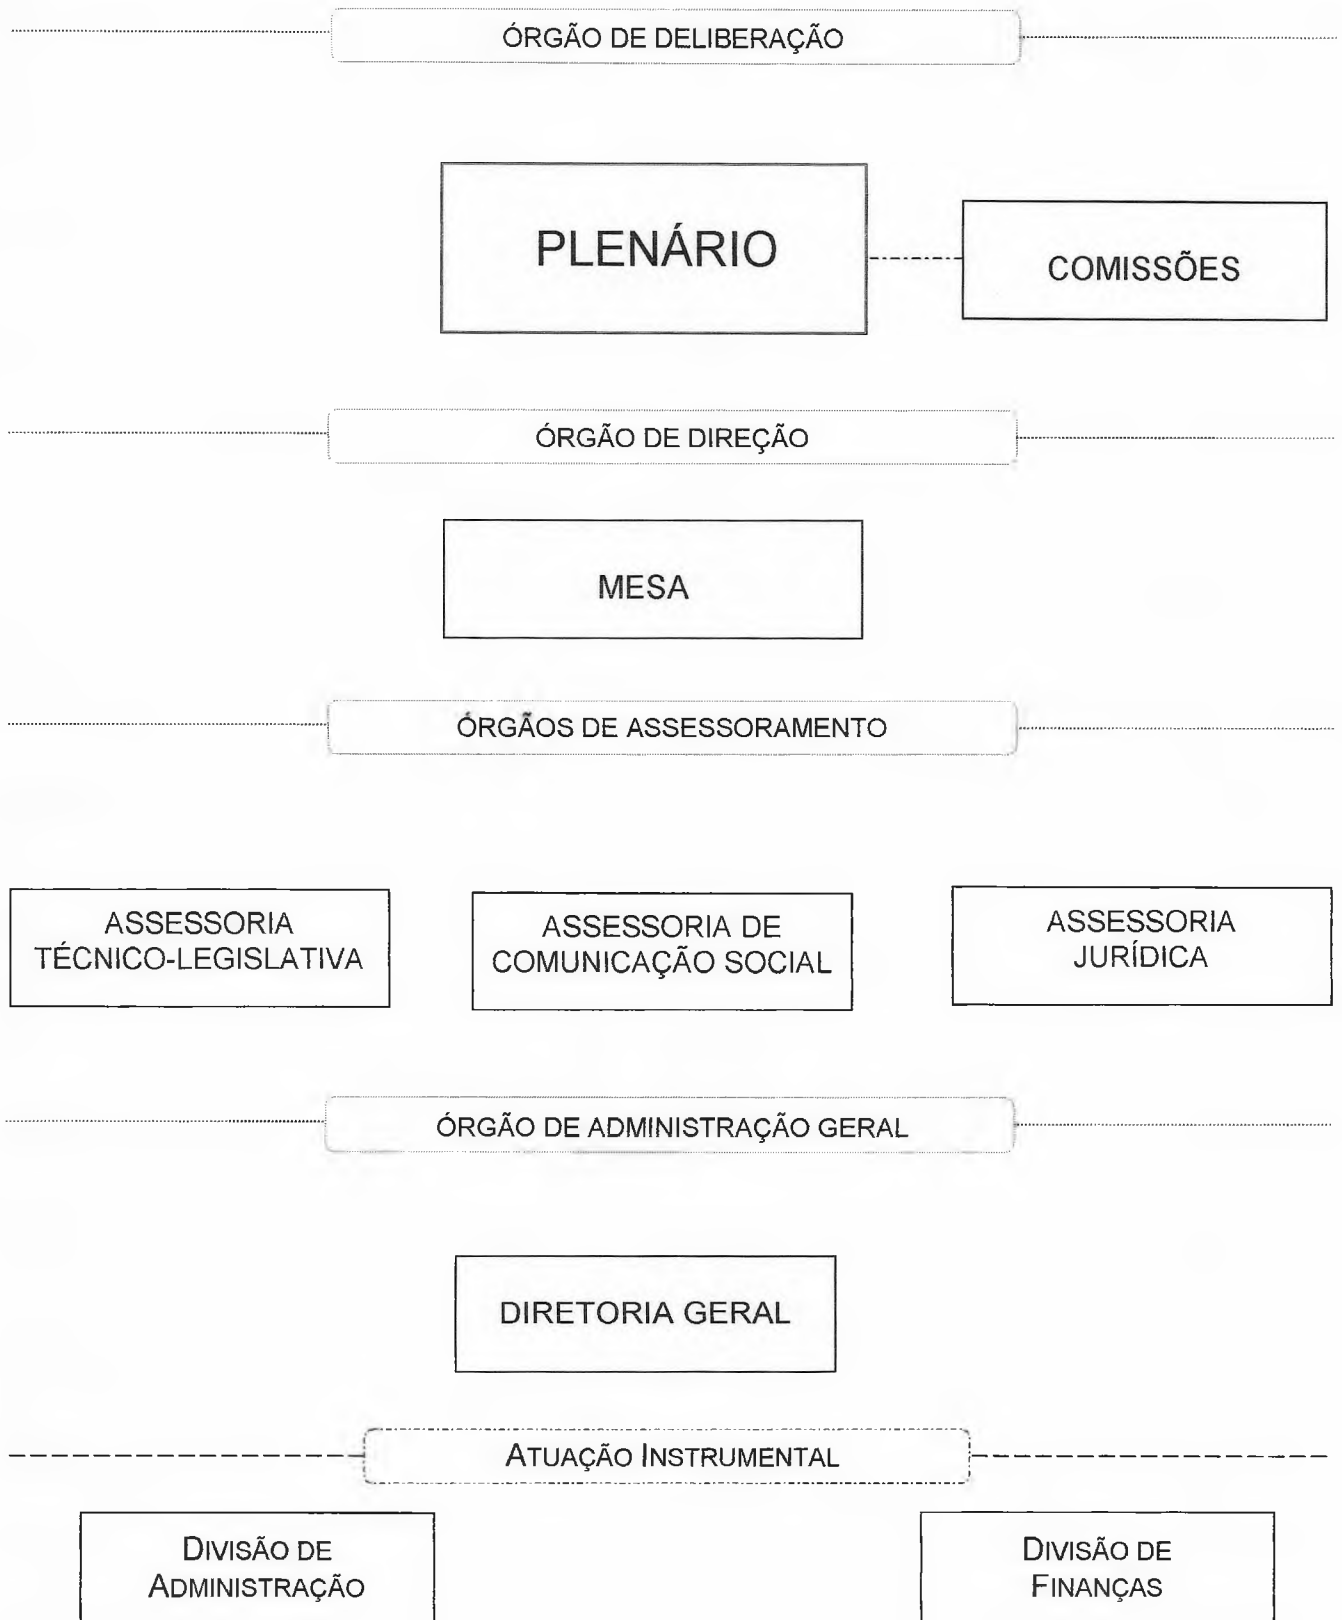 ÓRGÃO DE DELIBERAÇÃO
PLENÁRIO
COMISSÕES
ÓRGÃO DE DIREÇÃO
MESA
ÓRGÃOS DE ASSESSORAMENTO
ASSESSORIA
TÉCNICO-LEGISLATIVA
ASSESSORIA DE
COMUNICAÇÃO SOCIAL
ASSESSORIA
JURÍDICA
ÓRGÃO DE ADMINISTRAÇÃO GERAL
DIRETORIA GERAL
ATUAÇÃO INSTRUMENTAL
DIVISÃO DE
ADMINISTRAÇÃO
DIVISÃO DE
FINANÇAS